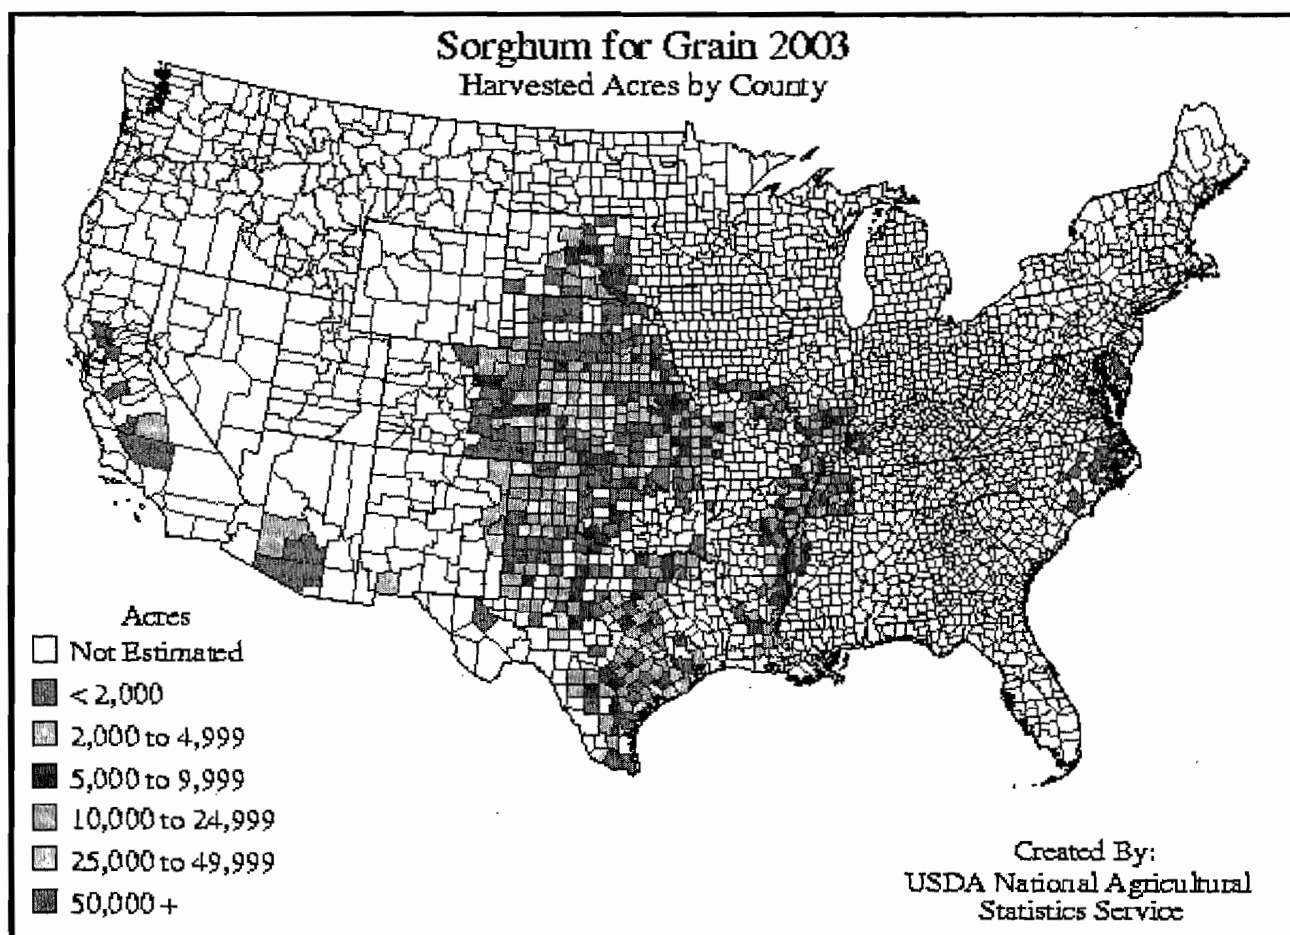 Sorghum for Grain 2003
Harvested Acres by County
Acres
Not Estimated
< 2,000
2,000 to 4,999
5,000 to 9,999
10,000 to 24,999
25,000 to 49,999
50,000 +
Created By:
USDA National Agricultural
Statistics Service